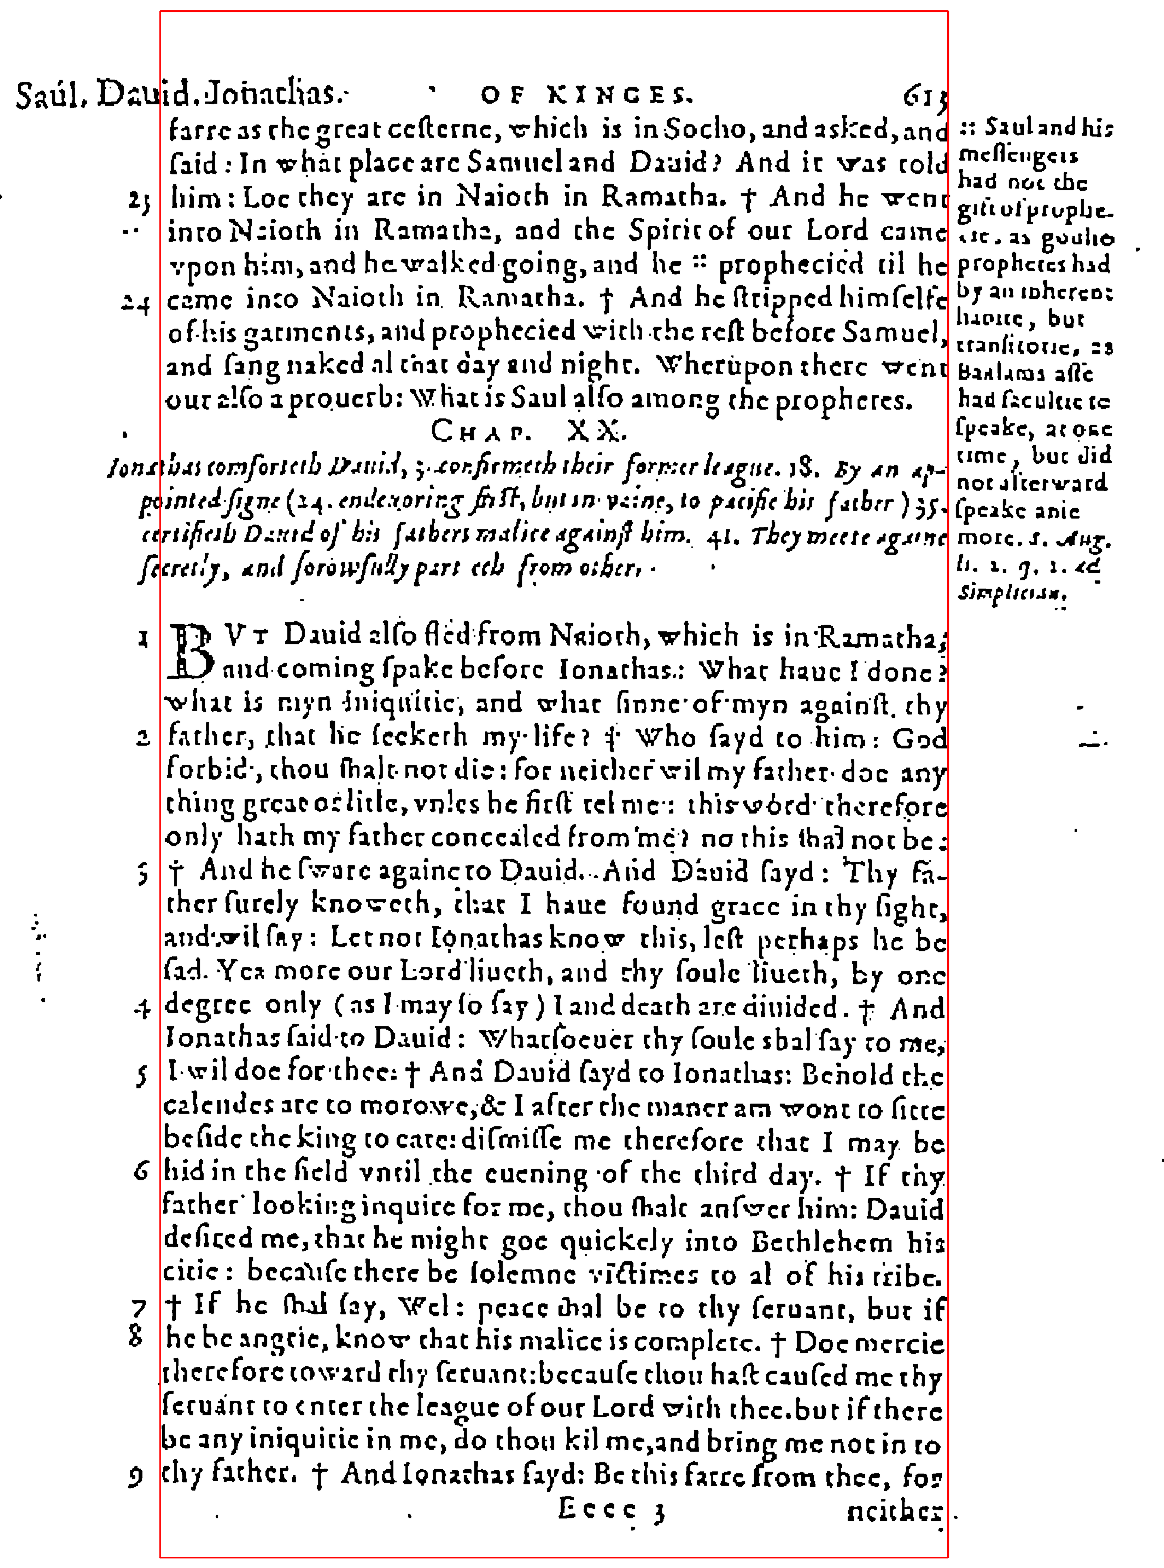 Saúl. Dauid. Jonathas. OF KINGES. 613
farre as the great cesterne, which is in Socho, and asked, and
ſaid: In what place are Samuel and Dauid? And it was told
23 him: Loe they are in Naioth in Ramatha. † And he went
into Naioth in Ramatha, and the Spirit of our Lord came
vpon him, and he walked going, and he :: prophecied til he
24 came into Naioth in Ramatha. † And he ſtripped himſelfe
of his garments, and prophecied with the reſt before Samuel,
and ſang naked al that day and night. Wherupon there went
out alſo a prouerb: What is Saul alſo among the prophetes.
:: Saul and his
meſſengers
had not the
gift of prophe-
tie, as godlie
prophetes had
by an inherent
habite, but
tranſitorie, as
Baalams aſſe
had facultie to
ſpeake, at one
time, but did
not afterward
ſpeake anie
more. s. Aug.
li. 2. q. 1. ad
Simplician.
CHAP. XX.
Ionathas comforteth Dauid, 3. confirmeth their former league. 18. By an ap-
pointed ſigne (24. endeuoring firſt, but in vaine, to pacifie his father) 35.
certifieth Dauid of his fathers malice againſt him. 41. They meete againe
ſecretly, and ſorowfully part ech from other.
1 BVT Dauid alſo fled from Naioth, which is in Ramatha,
and coming ſpake before Ionathas: What haue I done?
what is myn iniquitie, and what ſinne of myn againſt thy
2 father, that he ſeeketh my life? † Who ſayd to him: God
forbid, thou ſhalt not die: for neither wil my father doe any
thing great or litle, vnles he firſt tel me: this word therefore
only hath my father concealed from me? no this ſhal not be:
3 † And he ſware againe to Dauid. And Dauid ſayd: Thy fa-
ther ſurely knoweth, that I haue found grace in thy ſight,
and wil ſay: Let not Ionathas know this, leſt perhaps he be
ſad. Yea more our Lord liueth, and thy ſoule liueth, by one
4 degree only (as I may ſo ſay) I and death are diuided. † And
Ionathas ſaid to Dauid: Whatſoeuer thy ſoule shal ſay to me,
5 I wil doe for thee: † And Dauid ſayd to Ionathas: Behold the
calendes are to morowe, & I after the maner am wont to ſitte
beſide the king to eate: diſmiſſe me therefore that I may be
6 hid in the field vntil the euening of the third day. † If thy
father looking inquire for me, thou ſhalt anſwer him: Dauid
deſired me, that he might goe quickely into Bethlehem his
citie: becauſe there be ſolemne victimes to al of his tribe.
7 † If he ſhal ſay, Wel: peace ſhal be to thy ſeruant, but if
8 he be angrie, know that his malice is complete. † Doe mercie
therefore toward thy ſeruant: becauſe thou haſt cauſed me thy
ſeruant to enter the league of our Lord with thee. but if there
be any iniquitie in me, do thou kil me, and bring me not in to
9 thy father. † And Ionathas ſayd: Be this farre from thee, for
Eeee 3 neither